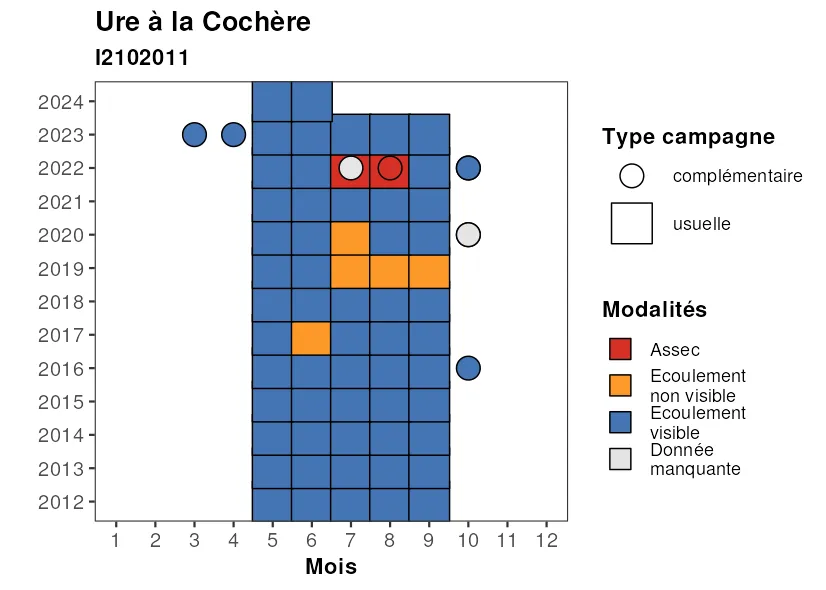 Ure à la Cochère
I2102011
2024
2023
2022
2021
2020
2019
2018
2017
2016
2015
2014
2013
2012
1 2 3 4 5 6 7 8 9 10 11 12
Mois
Type campagne
complémentaire
usuelle
Modalités
Assec
Ecoulement
non visible
Ecoulement
visible
Donnée
manquante